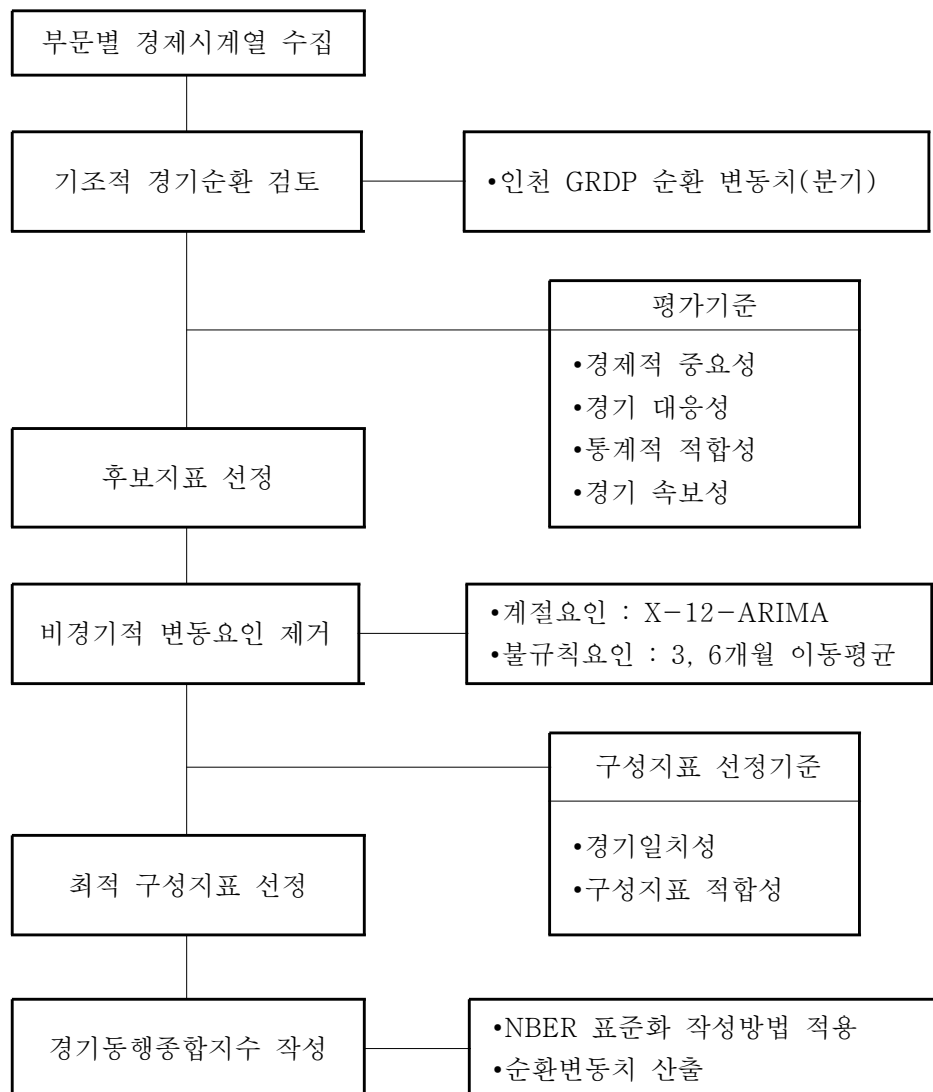 부문별 경제시계열 수집
기조적 경기순환 검토
•인천 GRDP 순환 변동치(분기)
평가기준
•경제적 중요성
•경기 대응성
•통계적 적합성
•경기 속보성
후보지표 선정
비경기적 변동요인 제거
•계절요인 : X-12-ARIMA
•불규칙요인 : 3, 6개월 이동평균
구성지표 선정기준
•경기일치성
•구성지표 적합성
최적 구성지표 선정
경기동행종합지수 작성
•NBER 표준화 작성방법 적용
•순환변동치 산출